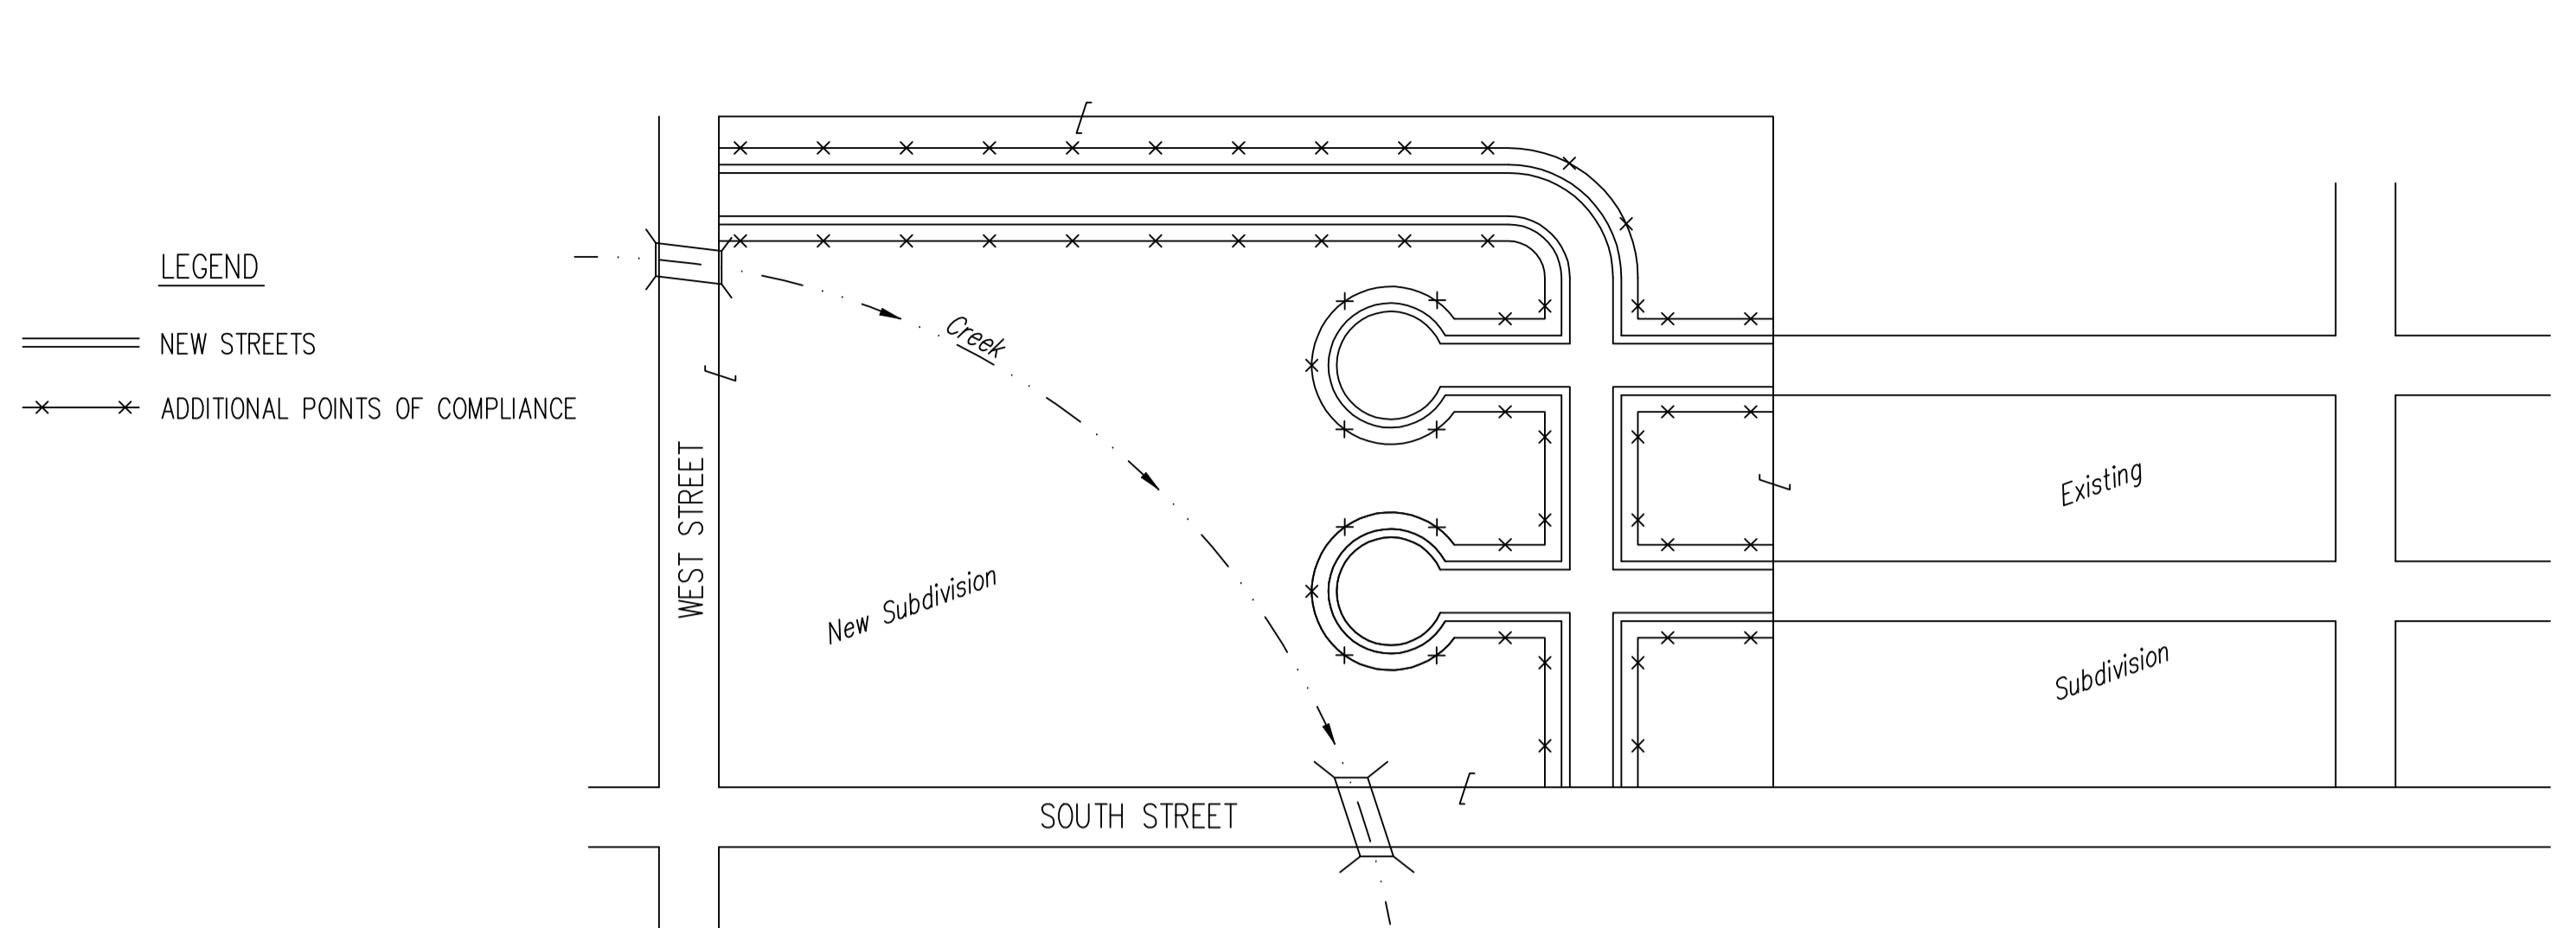 LEGEND
NEW STREETS
ADDITIONAL POINTS OF COMPLIANCE
WEST STREET
Creek
New Subdivision
SOUTH STREET
Existing
Subdivision